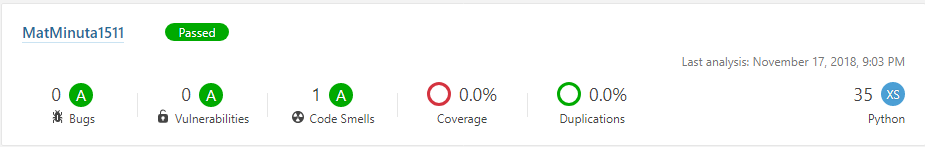 MatMinuta1511 Passed
Last analysis: November 17, 2018, 9:03 PM
0 A 0 A 1 A 0.0% 0.0% 35 XS
Bugs Vulnerabilities Code Smells Coverage Duplications Python